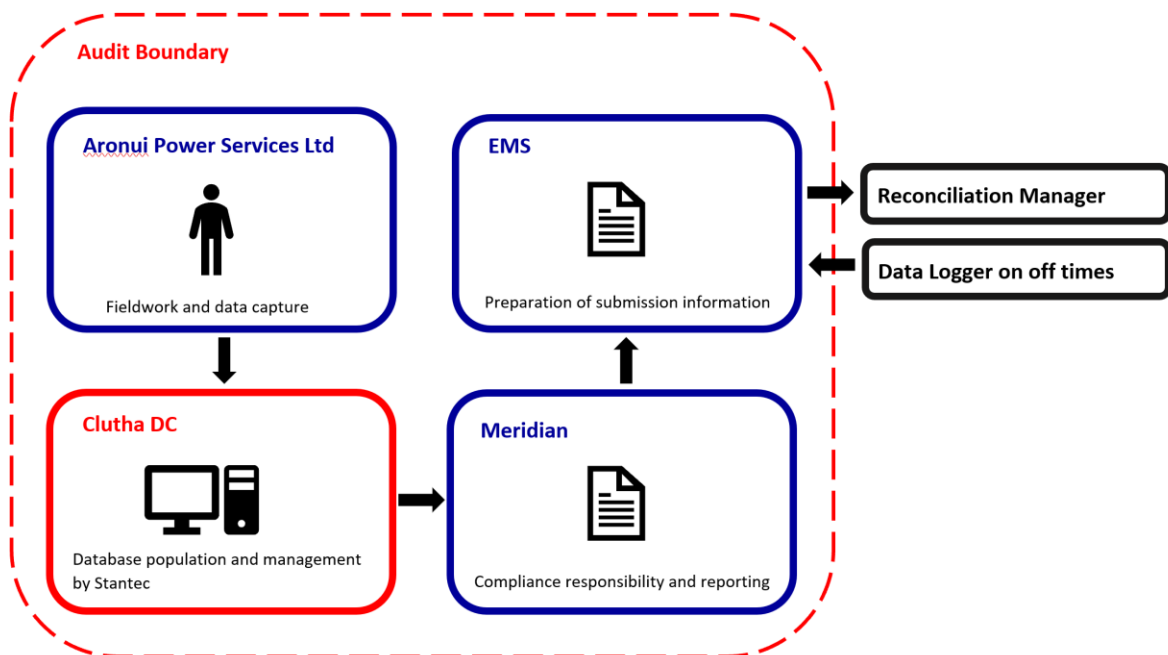 Audit Boundary
Aronui Power Services Ltd
Fieldwork and data capture
EMS
Preparation of submission information
Reconciliation Manager
Data Logger on off times
Clutha DC
Database population and management
by Stantec
Meridian
Compliance responsibility and reporting